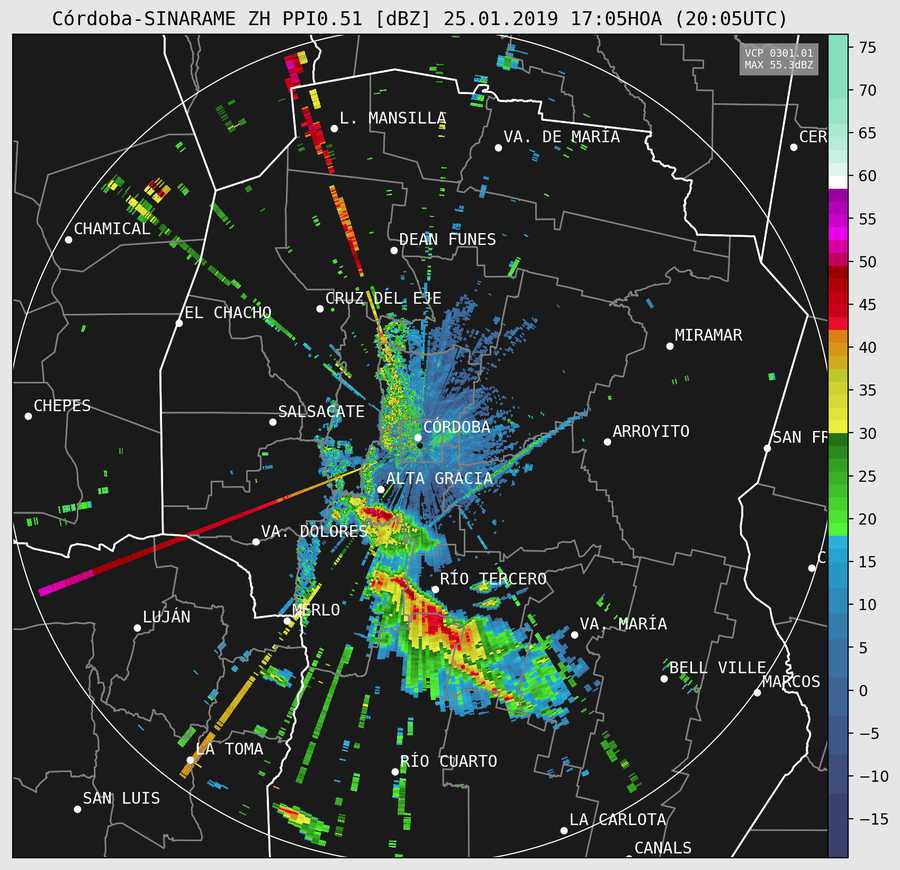 Córdoba-SINARAME ZH PPI0.51 [dBZ] 25.01.2019 17:05HOA (20:05UTC)
VCP 0301.01
MAX 55.3dBZ
75
70
65
60
55
50
45
40
35
30
25
20
15
10
5
0
−5
−10
−15
L. MANSILLA
VA. DE MARIA
CER
CHAMICAL
DEAN FUNES
CRUZ DEL EJE
EL CHACHO
MIRAMAR
CHEPES
SALSACATE
CÓRDOBA
ARROYITO
SAN FR
ALTA GRACIA
VA. DOLORES
C
RÍO TERCERO
MERLO
LUJÁN
VA. MARÍA
BELL VILLE
MARCOS
LA TOMA
RÍO CUARTO
SAN LUIS
LA CARLOTA
CANALS